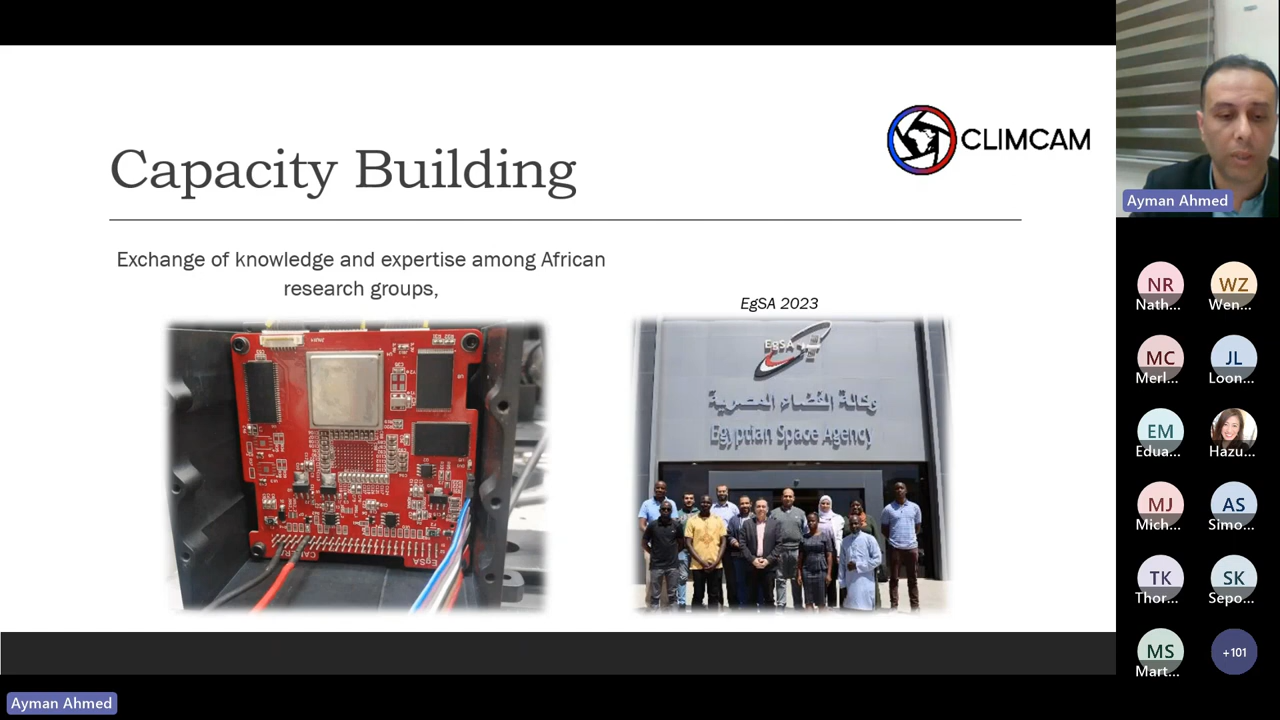 CLIMCAM
Capacity Building
Exchange of knowledge and expertise among African
research groups,
EgSA 2023
EgSA
وكالة الفضاء المصرية
Egyptian Space Agency
EgSA
Ayman Ahmed
NR
Nath...
WZ
Wen...
MC
Merl...
JL
Loon...
EM
Edua...
Hazu...
MJ
Mich...
AS
Simo...
TK
Thor...
SK
Sepo...
MS
Mart...
+101
Ayman Ahmed